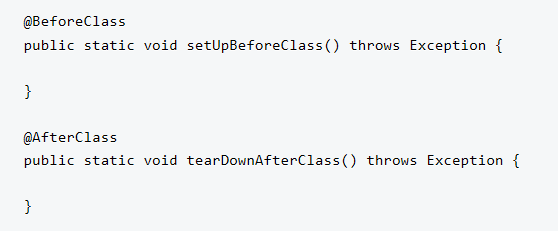 @BeforeClass
public static void setUpBeforeClass() throws Exception {
}
@AfterClass
public static void tearDownAfterClass() throws Exception {
}